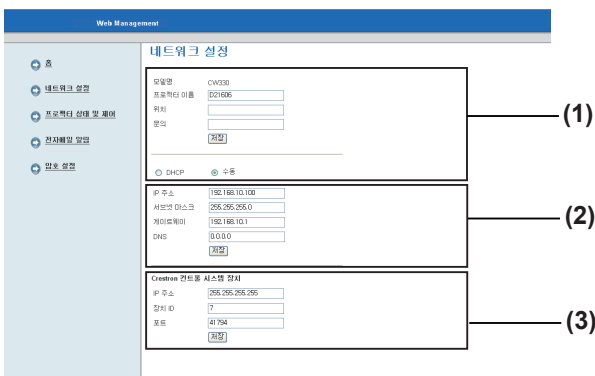 Web Management
홈
네트워크 설정
프로젝터 상태 및 제어
전자메일 알림
암호 설정
네트워크 설정
모델명 CW330
프로젝터 이름 D21606
위치
문의
저장
DHCP 수동
(1)
IP 주소 192.168.10.100
서브넷 마스크 255.255.255.0
게이트웨이 192.168.10.1
DNS 0.0.0.0
저장
(2)
Crestron 컨트롤 시스템 장치
IP 주소 255.255.255.255
장치 ID 7
포트 41794
저장
(3)